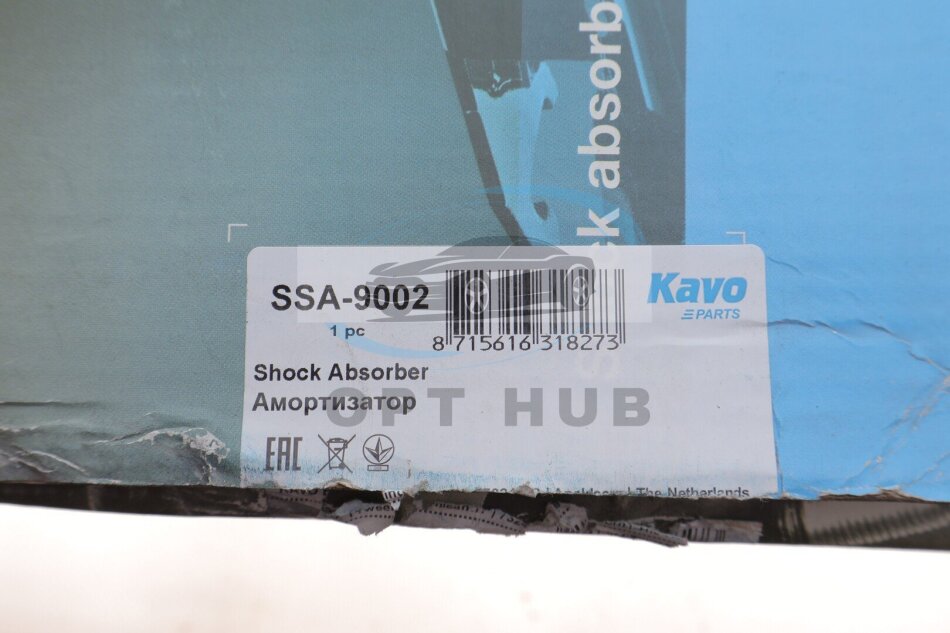 absorb
SSA-9002
1 pc
8 715616 318273
Kavo
PARTS
Shock Absorber
Амортизатор
OPT HUB
EAC
The Netherlands